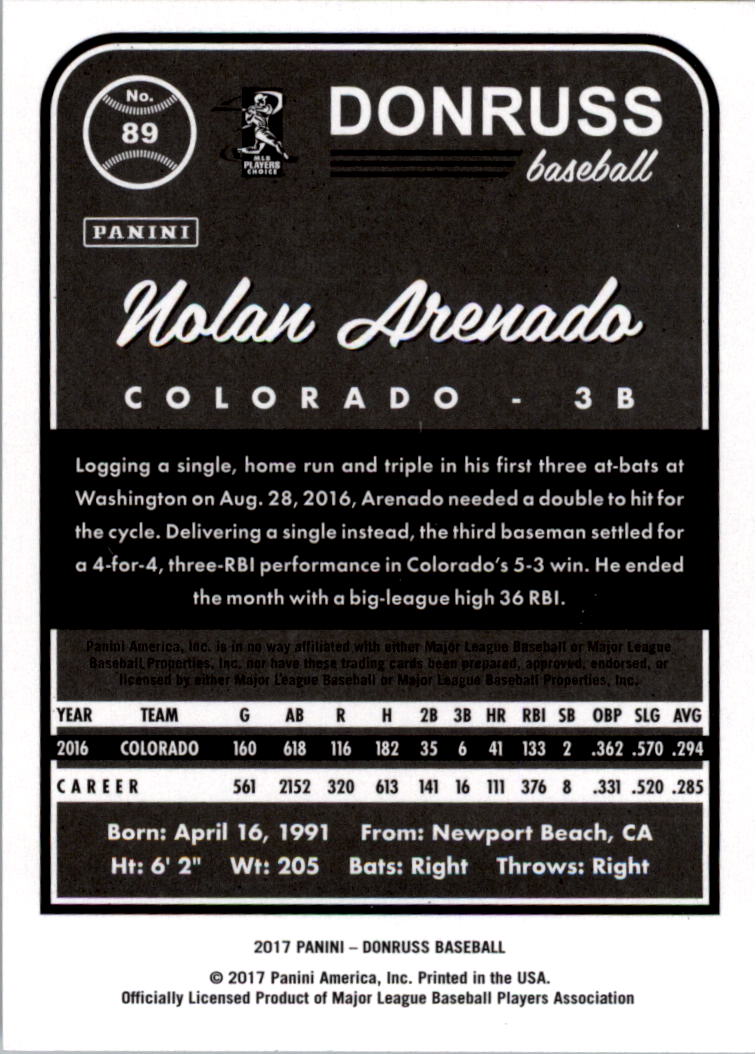 No.
89
MLB
PLAYERS
CHOICE
DONRUSS
baseball
PANINI
Nolan Arenado
COLORADO - 3B
Logging a single, home run and triple in his first three at-bats at
Washington on Aug. 28, 2016, Arenado needed a double to hit for
the cycle. Delivering a single instead, the third baseman settled for
a 4-for-4, three-RBI performance in Colorado's 5-3 win. He ended
the month with a big-league high 36 RBI.
Panini America, Inc. is in no way affiliated with either Major League Baseball or Major League
Baseball Properties, Inc. nor have these trading cards been prepared, approved, endorsed, or
licensed by either Major League Baseball or Major League Baseball Properties, Inc.
YEAR TEAM G AB R H 2B 3B HR RBI SB OBP SLG AVG
2016 COLORADO 160 618 116 182 35 6 41 133 2 .362 .570 .294
CAREER 561 2152 320 613 141 16 111 376 8 .331 .520 .285
Born: April 16, 1991 From: Newport Beach, CA
Ht: 6' 2" Wt: 205 Bats: Right Throws: Right
2017 PANINI – DONRUSS BASEBALL
© 2017 Panini America, Inc. Printed in the USA.
Officially Licensed Product of Major League Baseball Players Association